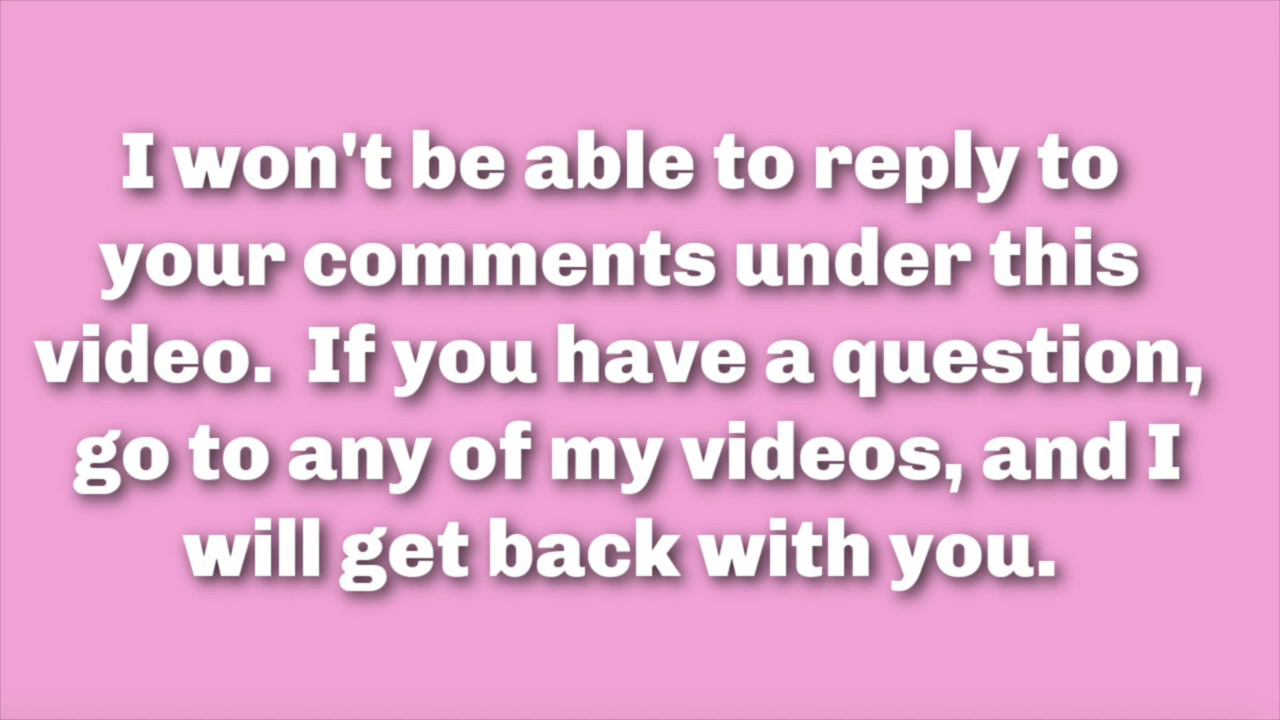 I won't be able to reply to
your comments under this
video.  If you have a question,
go to any of my videos, and I
will get back with you.